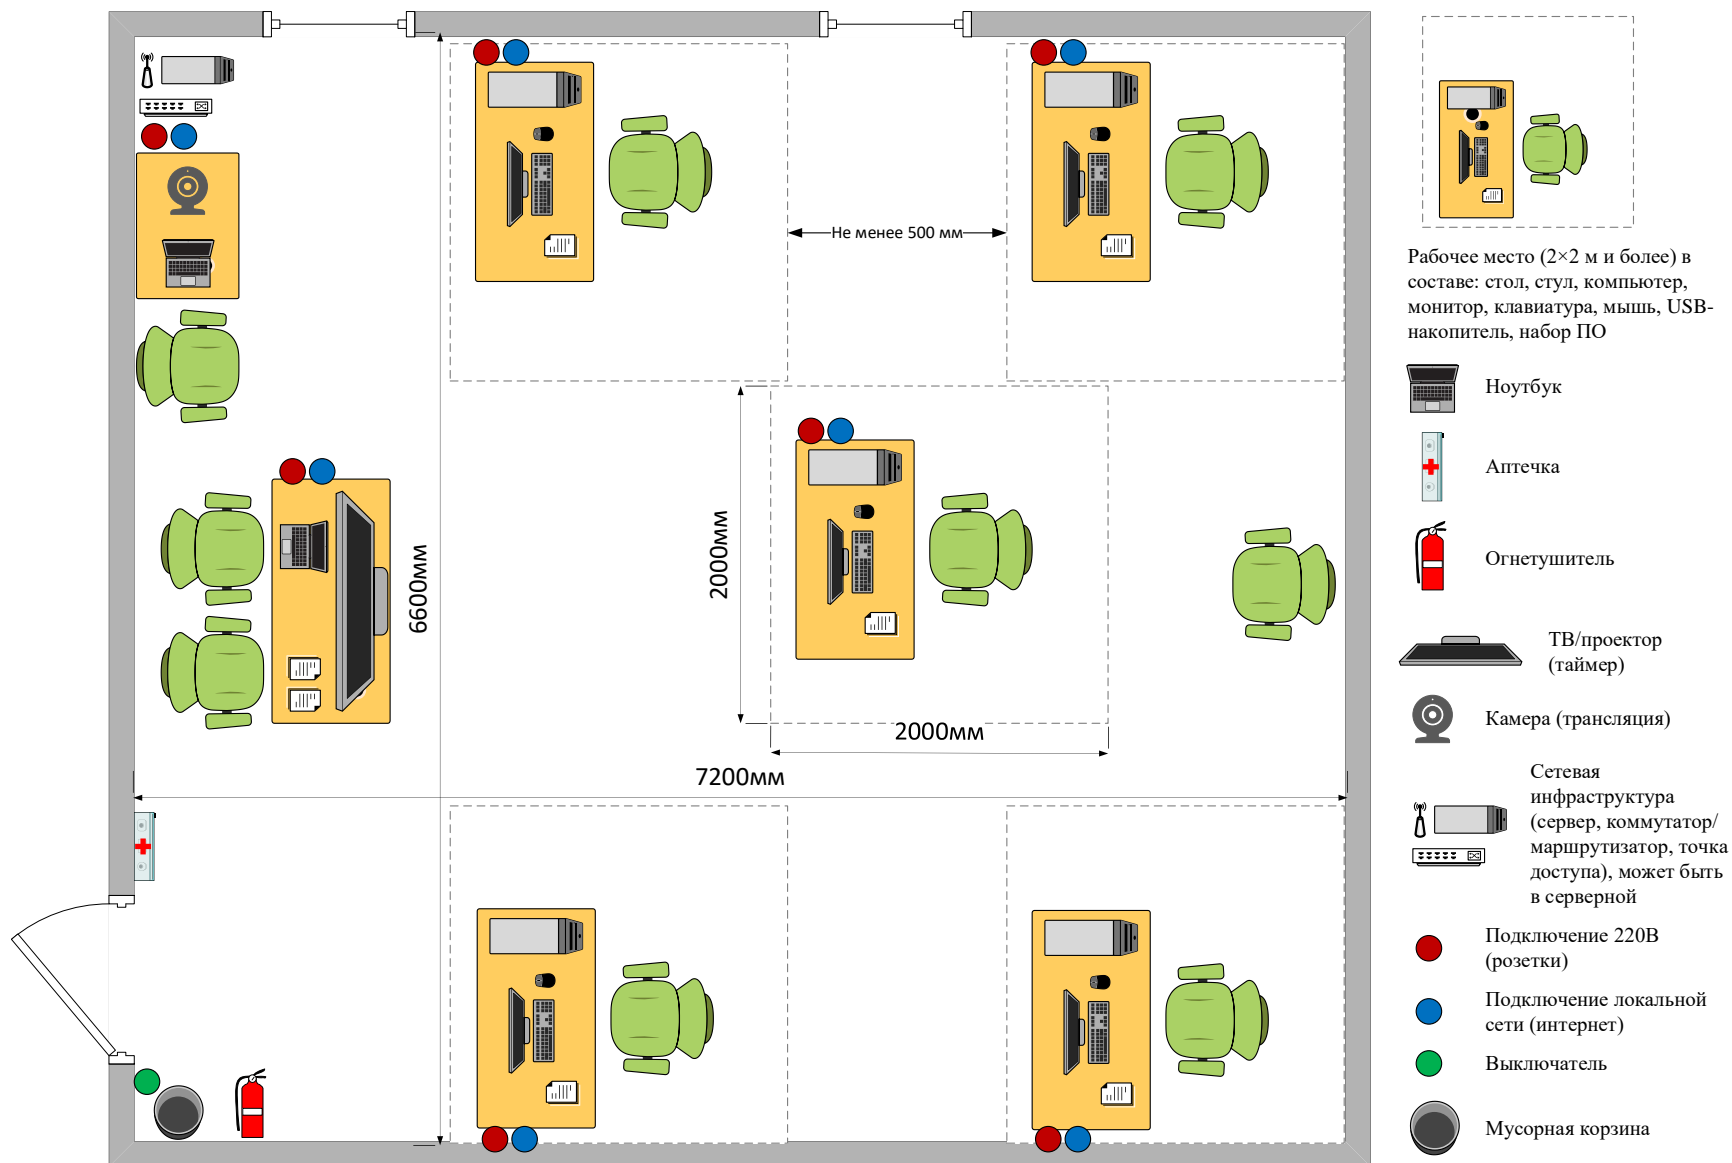 Не менее 500 мм
6600мм
2000мм
2000мм
7200мм
Рабочее место (2×2 м и более) в
составе: стол, стул, компьютер,
монитор, клавиатура, мышь, USB-
накопитель, набор ПО
Ноутбук
Аптечка
Огнетушитель
ТВ/проектор
(таймер)
Камера (трансляция)
Сетевая
инфраструктура
(сервер, коммутатор/
маршрутизатор, точка
доступа), может быть
в серверной
Подключение 220В
(розетки)
Подключение локальной
сети (интернет)
Выключатель
Мусорная корзина